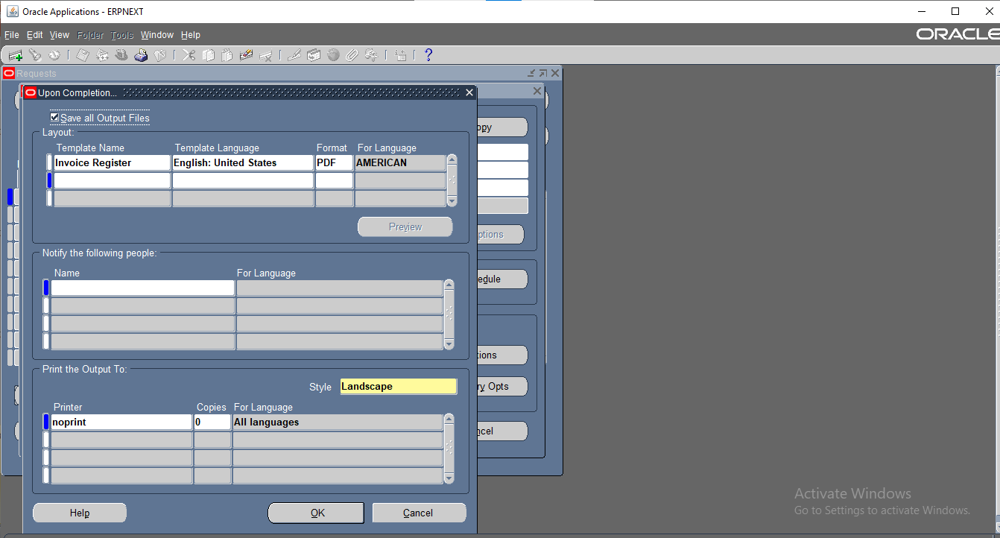 Oracle Applications - ERPNEXT
File Edit View Folder Tools Window Help
ORACLE
Requests
Upon Completion...
Save all Output Files
Layout:
Template Name Template Language Format For Language
Invoice Register English: United States PDF AMERICAN
Preview
Notify the following people:
Name For Language
Print the Output To:
Style Landscape
Printer Copies For Language
noprint 0 All languages
Help OK Cancel
opy
ptions
edule
tions
ry Opts
ncel
Activate Windows
Go to Settings to activate Windows.